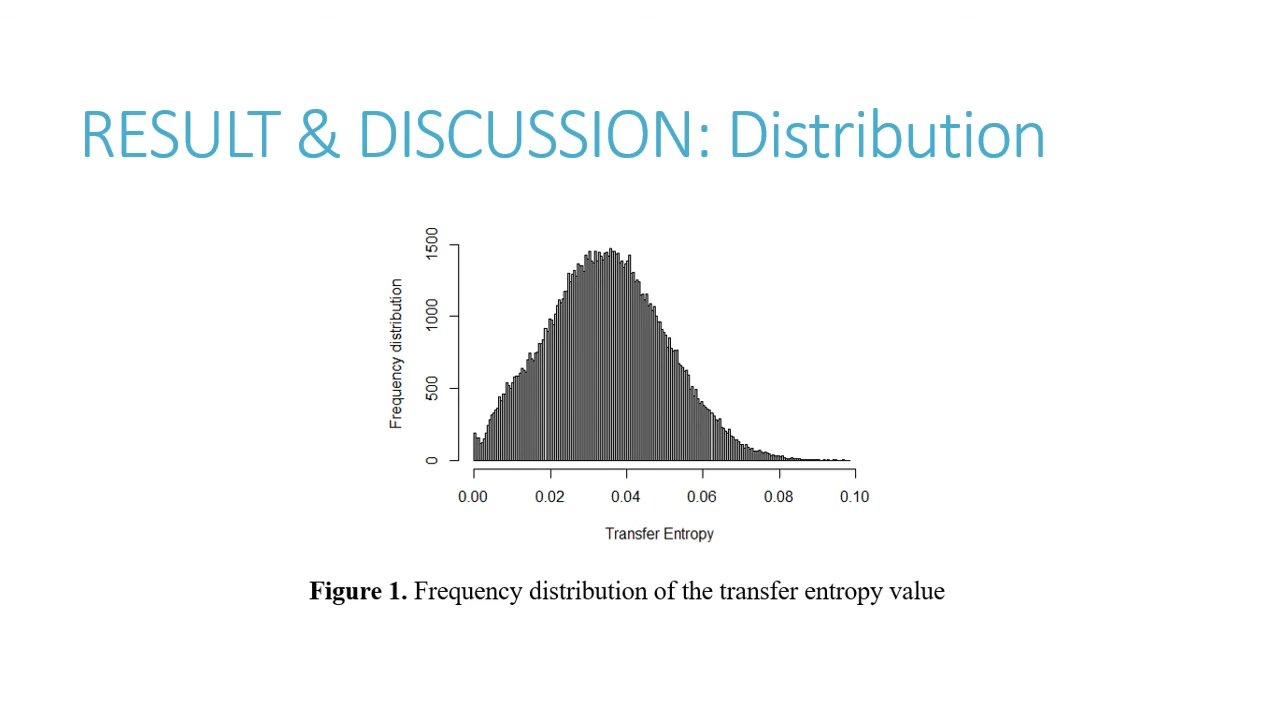 RESULT & DISCUSSION: Distribution
Frequency distribution
1500
1000
500
0
0.00 0.02 0.04 0.06 0.08 0.10
Transfer Entropy
Figure 1. Frequency distribution of the transfer entropy value